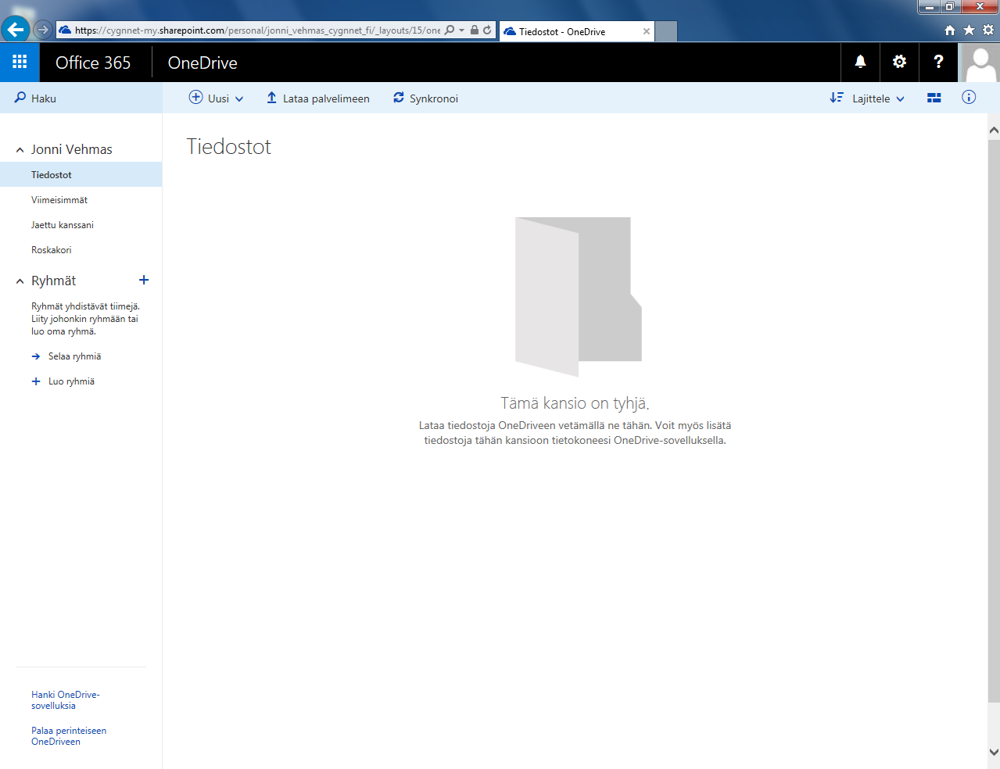 https://cygnnet-my.sharepoint.com/personal/jonni_vehmas_cygnnet_fi/_layouts/15/one
Tiedostot - OneDrive
Office 365
OneDrive
?
Haku
Uusi
Lataa palvelimeen
Synkronoi
Lajittele
Jonni Vehmas
Tiedostot
Viimeisimmät
Jaettu kanssani
Roskakori
Ryhmät
Ryhmät yhdistävät tiimejä.
Liity johonkin ryhmään tai
luo oma ryhmä.
Selaa ryhmiä
Luo ryhmiä
Hanki OneDrive-
sovelluksia
Palaa perinteiseen
OneDriveen
Tiedostot
Tämä kansio on tyhjä.
Lataa tiedostoja OneDriveen vetämällä ne tähän. Voit myös lisätä
tiedostoja tähän kansioon tietokoneesi OneDrive-sovelluksella.